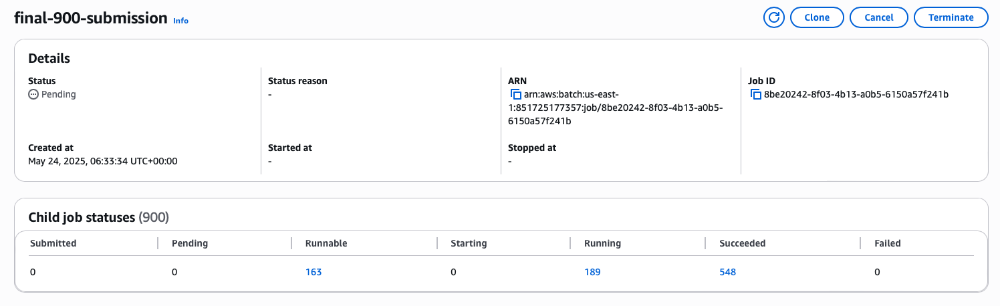 final-900-submission Info
Clone Cancel Terminate
Details
Status
Pending
Status reason
-
ARN
arn:aws:batch:us-east-
1:851725177357:job/8be20242-8f03-4b13-a0b5-
6150a57f241b
Job ID
8be20242-8f03-4b13-a0b5-6150a57f241b
Created at
May 24, 2025, 06:33:34 UTC+00:00
Started at
-
Stopped at
-
Child job statuses (900)
Submitted Pending Runnable Starting Running Succeeded Failed
0 0 163 0 189 548 0